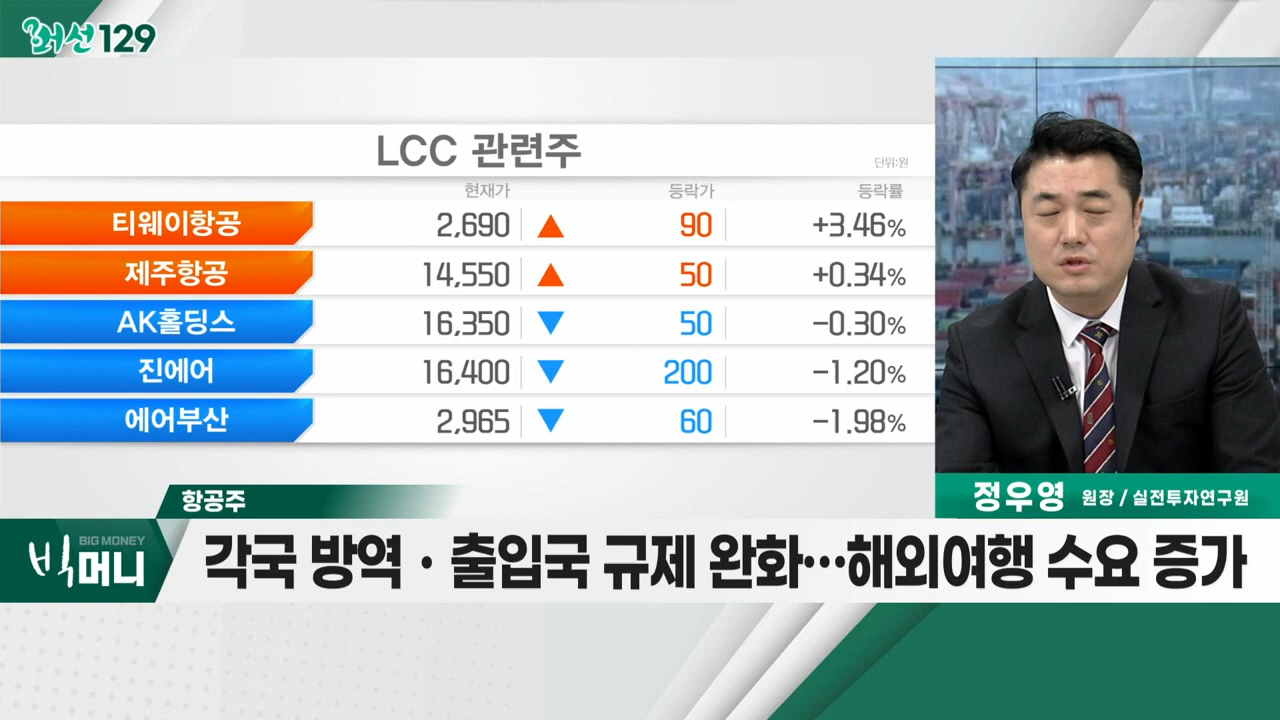 머선129
LCC 관련주
단위:원
현재가 등락가 등락률
티웨이항공 2,690 ▲ 90 +3.46%
제주항공 14,550 ▲ 50 +0.34%
AK홀딩스 16,350 ▼ 50 -0.30%
진에어 16,400 ▼ 200 -1.20%
에어부산 2,965 ▼ 60 -1.98%
정우영 원장 / 실전투자연구원
항공주
BIG MONEY
빅머니
각국 방역·출입국 규제 완화…해외여행 수요 증가